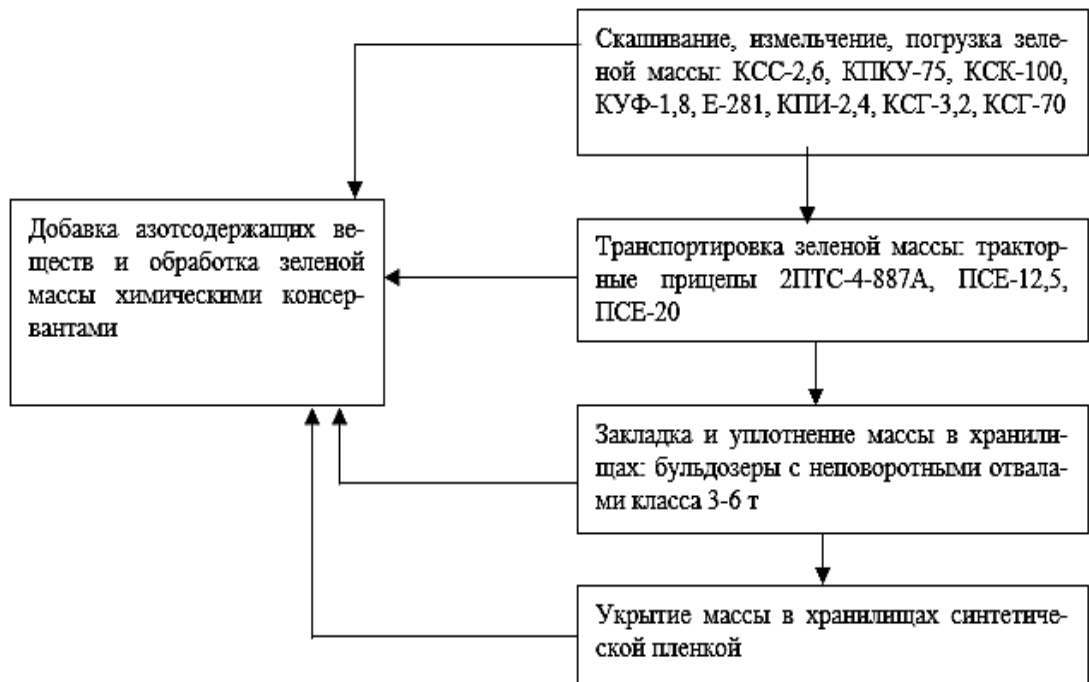 Скашивание, измельчение, погрузка зеле-
ной массы: КСС-2,6, КПКУ-75, КСК-100,
КУФ-1,8, Е-281, КПИ-2,4, КСГ-3,2, КСГ-70
Добавка азотсодержащих ве-
ществ и обработка зеленой
массы химическими консер-
вантами
Транспортировка зеленой массы: трактор-
ные прицепы 2ПТС-4-887А, ПСЕ-12,5,
ПСЕ-20
Закладка и уплотнение массы в хранили-
щах: бульдозеры с неповоротными отвала-
ми класса 3-6 т
Укрытие массы в хранилищах синтетиче-
ской пленкой